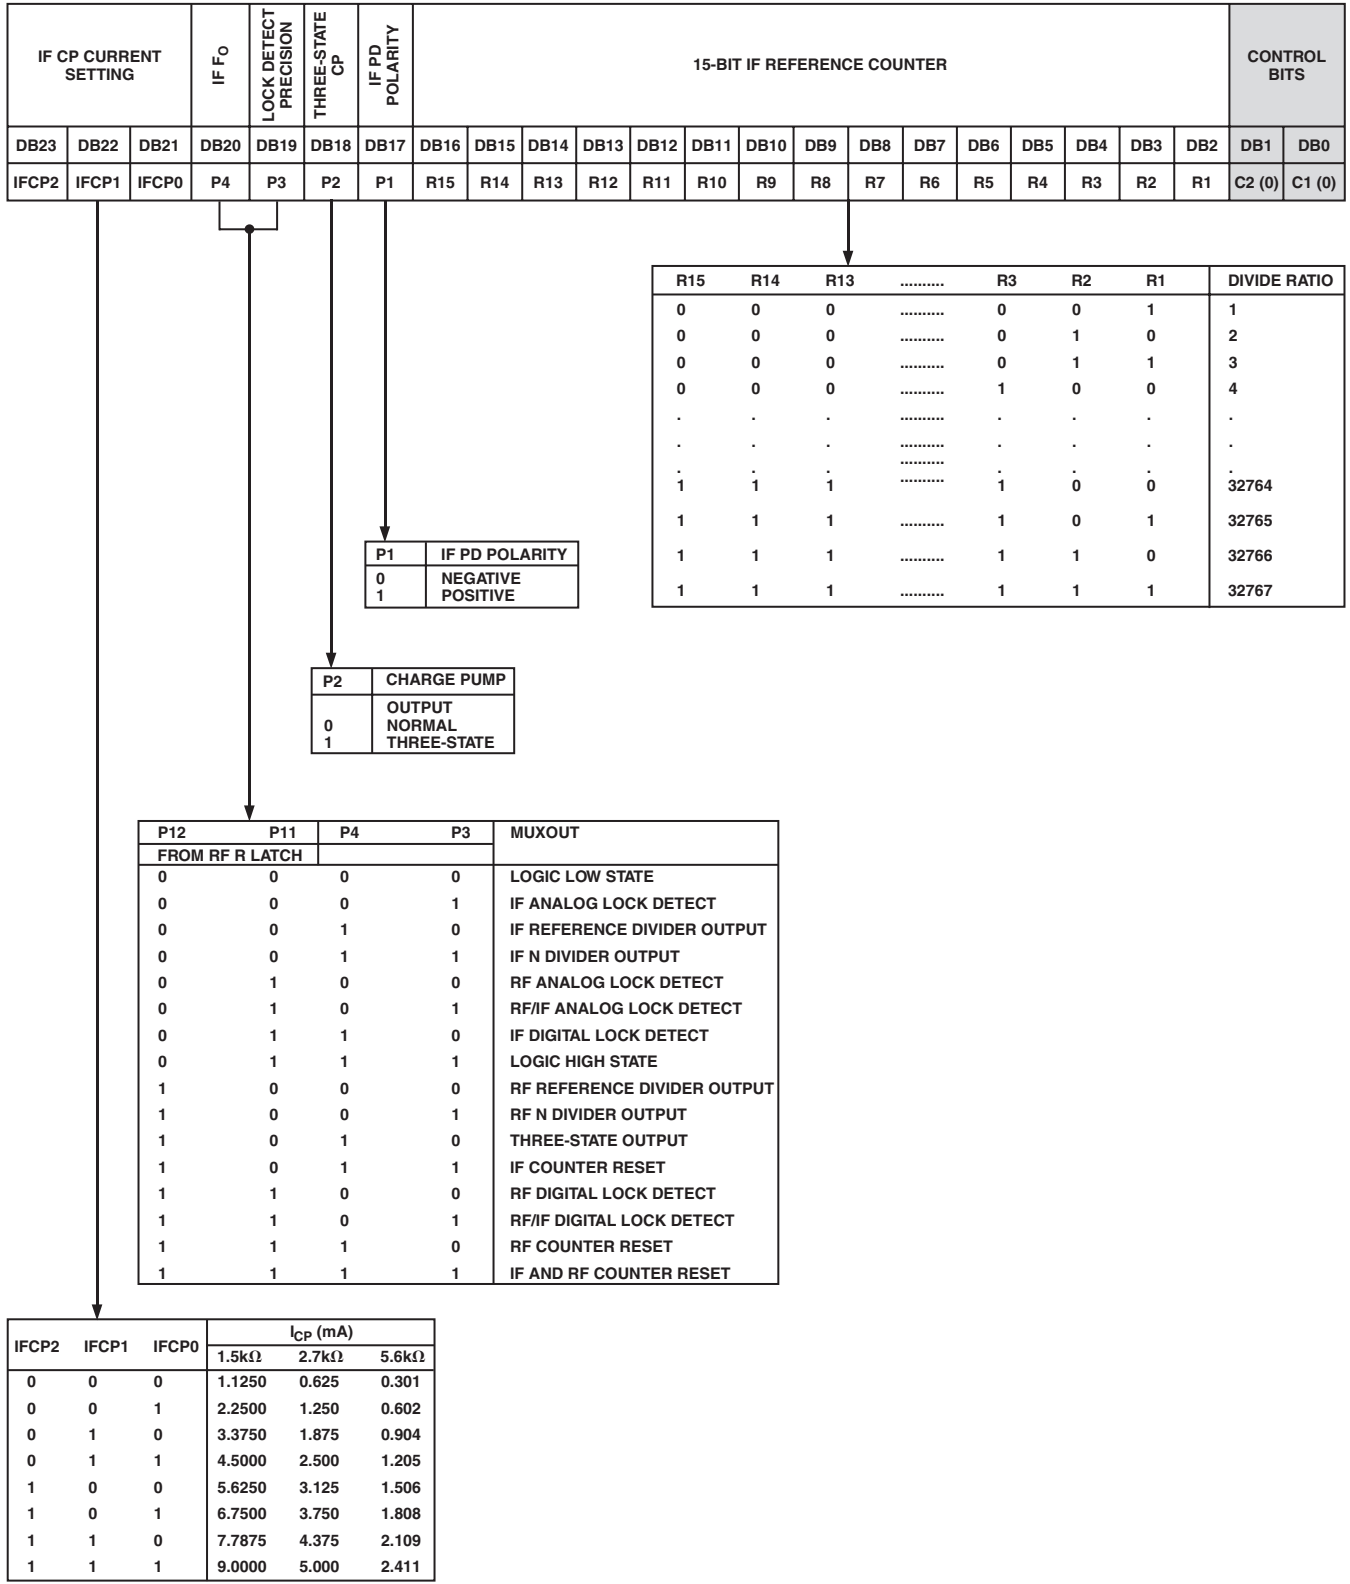 IF CP CURRENT
SETTING
IF FO
LOCK DETECT
PRECISION
THREE-STATE
CP
IF PD
POLARITY
15-BIT IF REFERENCE COUNTER
CONTROL
BITS
DB23 DB22 DB21 DB20 DB19 DB18 DB17 DB16 DB15 DB14 DB13 DB12 DB11 DB10 DB9 DB8 DB7 DB6 DB5 DB4 DB3 DB2 DB1 DB0
IFCP2 IFCP1 IFCP0 P4 P3 P2 P1 R15 R14 R13 R12 R11 R10 R9 R8 R7 R6 R5 R4 R3 R2 R1 C2 (0) C1 (0)
R15 R14 R13 .......... R3 R2 R1 DIVIDE RATIO
0 0 0 .......... 0 0 1 1
0 0 0 .......... 0 1 0 2
0 0 0 .......... 0 1 1 3
0 0 0 .......... 1 0 0 4
. . . .......... . . . .
. . . .......... . . . .
. . . .......... . . . .
1 1 1 .......... 1 0 0 32764
1 1 1 .......... 1 0 1 32765
1 1 1 .......... 1 1 0 32766
1 1 1 .......... 1 1 1 32767
P1 IF PD POLARITY
0 NEGATIVE
1 POSITIVE
P2 CHARGE PUMP
OUTPUT
0 NORMAL
1 THREE-STATE
P12 P11 P4 P3 MUXOUT
FROM RF R LATCH
0 0 0 0 LOGIC LOW STATE
0 0 0 1 IF ANALOG LOCK DETECT
0 0 1 0 IF REFERENCE DIVIDER OUTPUT
0 0 1 1 IF N DIVIDER OUTPUT
0 1 0 0 RF ANALOG LOCK DETECT
0 1 0 1 RF/IF ANALOG LOCK DETECT
0 1 1 0 IF DIGITAL LOCK DETECT
0 1 1 1 LOGIC HIGH STATE
1 0 0 0 RF REFERENCE DIVIDER OUTPUT
1 0 0 1 RF N DIVIDER OUTPUT
1 0 1 0 THREE-STATE OUTPUT
1 0 1 1 IF COUNTER RESET
1 1 0 0 RF DIGITAL LOCK DETECT
1 1 0 1 RF/IF DIGITAL LOCK DETECT
1 1 1 0 RF COUNTER RESET
1 1 1 1 IF AND RF COUNTER RESET
ICP (mA)
IFCP2 IFCP1 IFCP0 1.5kΩ 2.7kΩ 5.6kΩ
0 0 0 1.1250 0.625 0.301
0 0 1 2.2500 1.250 0.602
0 1 0 3.3750 1.875 0.904
0 1 1 4.5000 2.500 1.205
1 0 0 5.6250 3.125 1.506
1 0 1 6.7500 3.750 1.808
1 1 0 7.7875 4.375 2.109
1 1 1 9.0000 5.000 2.411